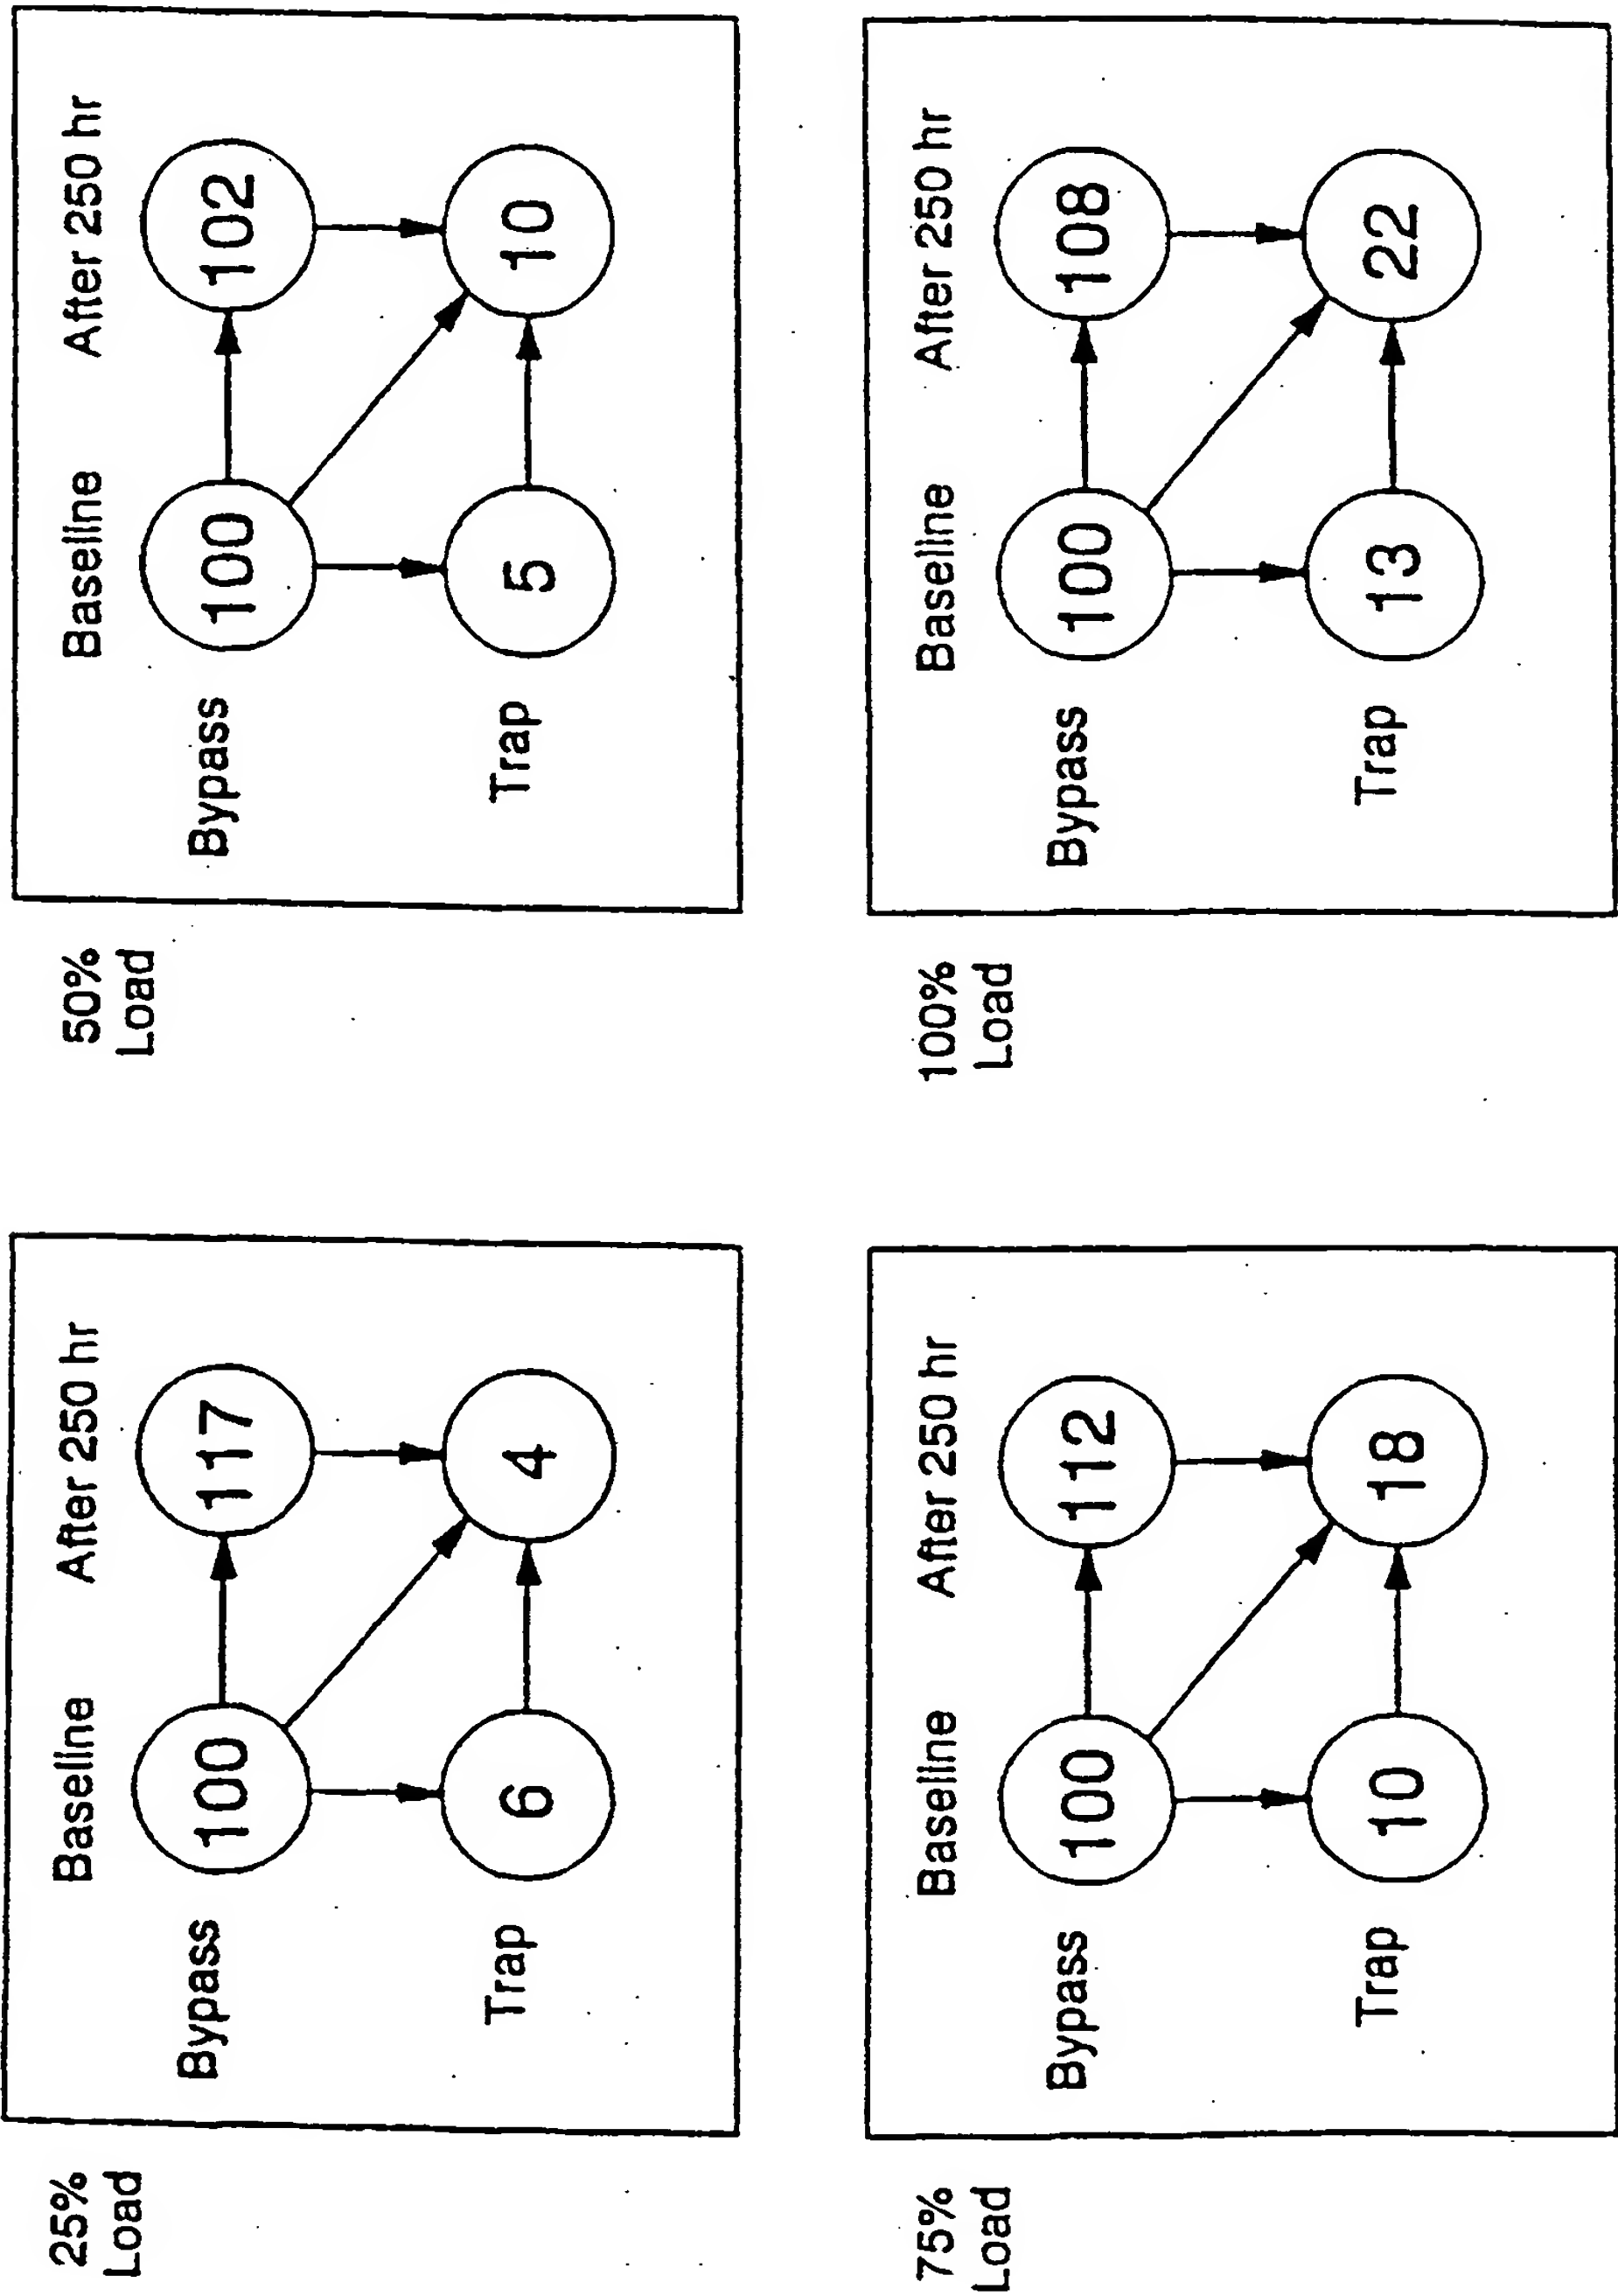 25%
Load
Baseline After 250 hr
Bypass 100 117
Trap 6 4
50%
Load
Baseline After 250 hr
Bypass 100 102
Trap 5 10
75%
Load
Baseline After 250 hr
Bypass 100 112
Trap 10 18
100%
Load
Baseline After 250 hr
Bypass 100 108
Trap 13 22